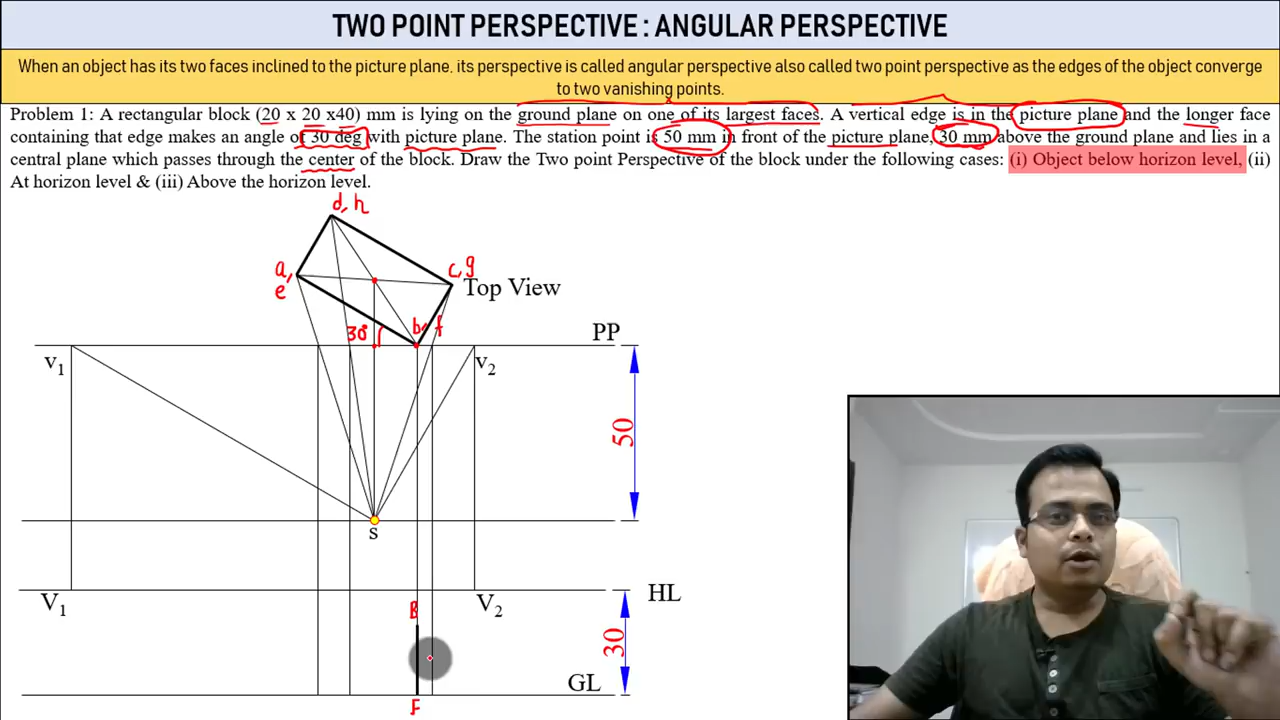 TWO POINT PERSPECTIVE : ANGULAR PERSPECTIVE
When an object has its two faces inclined to the picture plane, its perspective is called angular perspective also called two point perspective as the edges of the object converge
to two vanishing points.
Problem 1: A rectangular block (20 x 20 x40) mm is lying on the ground plane on one of its largest faces. A vertical edge is in the picture plane and the longer face
containing that edge makes an angle of 30 deg with picture plane. The station point is 50 mm in front of the picture plane, 30 mm above the ground plane and lies in a
central plane which passes through the center of the block. Draw the Two point Perspective of the block under the following cases: (i) Object below horizon level, (ii)
At horizon level & (iii) Above the horizon level.
d, h
a,
e
c, g
Top View
30°
b, f
PP
v1
v2
50
s
V1
V2
HL
B
30
GL
F